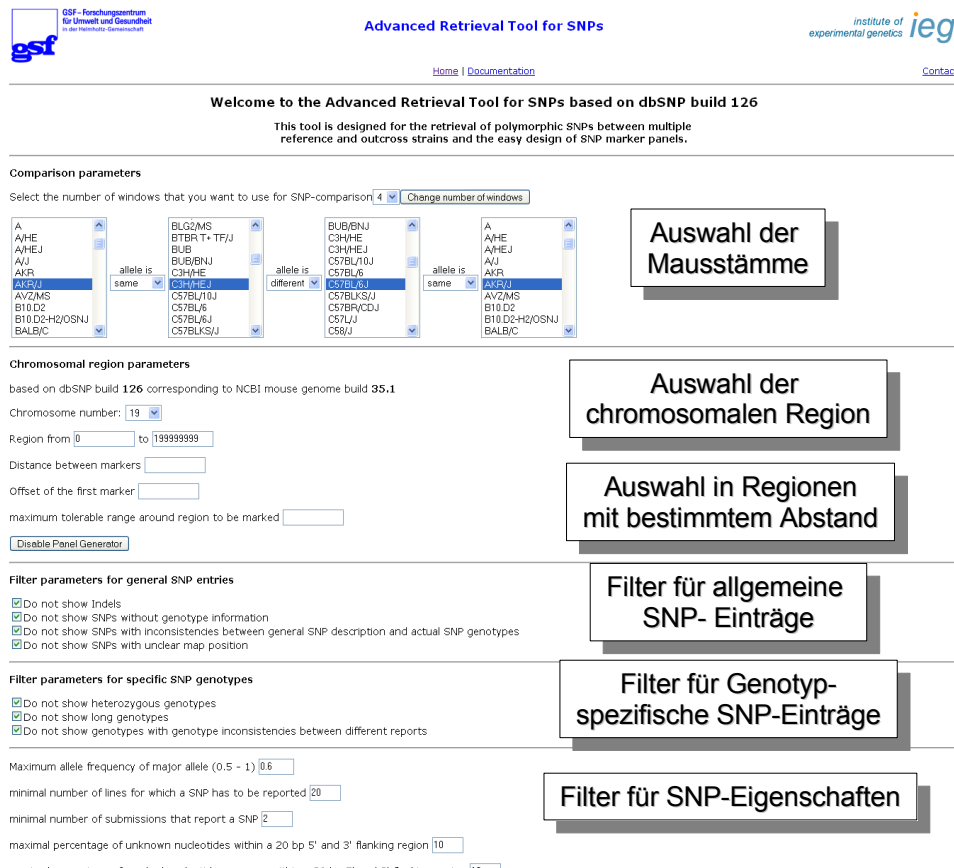 GSF – Forschungszentrum
für Umwelt und Gesundheit
in der Helmholtz-Gemeinschaft
gsf
Advanced Retrieval Tool for SNPs
institute of
experimental genetics
ieg
Home | Documentation
Contac
Welcome to the Advanced Retrieval Tool for SNPs based on dbSNP build 126
This tool is designed for the retrieval of polymorphic SNPs between multiple
reference and outcross strains and the easy design of SNP marker panels.
Comparison parameters
Select the number of windows that you want to use for SNP-comparison 4 Change number of windows
A
A/HE
A/HEJ
A/J
AKR
AKR/J
AVZ/MS
B10.D2
B10.D2-H2/OSNJ
BALB/C
allele is
same
BLG2/MS
BTBR T+ TF/J
BUB
BUB/BNJ
C3H/HE
C3H/HEJ
C57BL/10J
C57BL/6
C57BL/6J
C57BLKS/J
allele is
different
BUB/BNJ
C3H/HE
C3H/HEJ
C57BL/10J
C57BL/6
C57BL/6J
C57BLKS/J
C57BR/CDJ
C57L/J
C58/J
allele is
same
A
A/HE
A/HEJ
A/J
AKR
AKR/J
AVZ/MS
B10.D2
B10.D2-H2/OSNJ
BALB/C
Auswahl der
Mausstämme
Chromosomal region parameters
based on dbSNP build 126 corresponding to NCBI mouse genome build 35.1
Chromosome number: 19
Region from 0 to 199999999
Distance between markers
Offset of the first marker
maximum tolerable range around region to be marked
Disable Panel Generator
Auswahl der
chromosomalen Region
Auswahl in Regionen
mit bestimmtem Abstand
Filter parameters for general SNP entries
Do not show Indels
Do not show SNPs without genotype information
Do not show SNPs with inconsistencies between general SNP description and actual SNP genotypes
Do not show SNPs with unclear map position
Filter für allgemeine
SNP- Einträge
Filter parameters for specific SNP genotypes
Do not show heterozygous genotypes
Do not show long genotypes
Do not show genotypes with genotype inconsistencies between different reports
Filter für Genotyp-
spezifische SNP-Einträge
Maximum allele frequency of major allele (0.5 - 1) 0.6
minimal number of lines for which a SNP has to be reported 20
minimal number of submissions that report a SNP 2
maximal percentage of unknown nucleotides within a 20 bp 5' and 3' flanking region 10
Filter für SNP-Eigenschaften